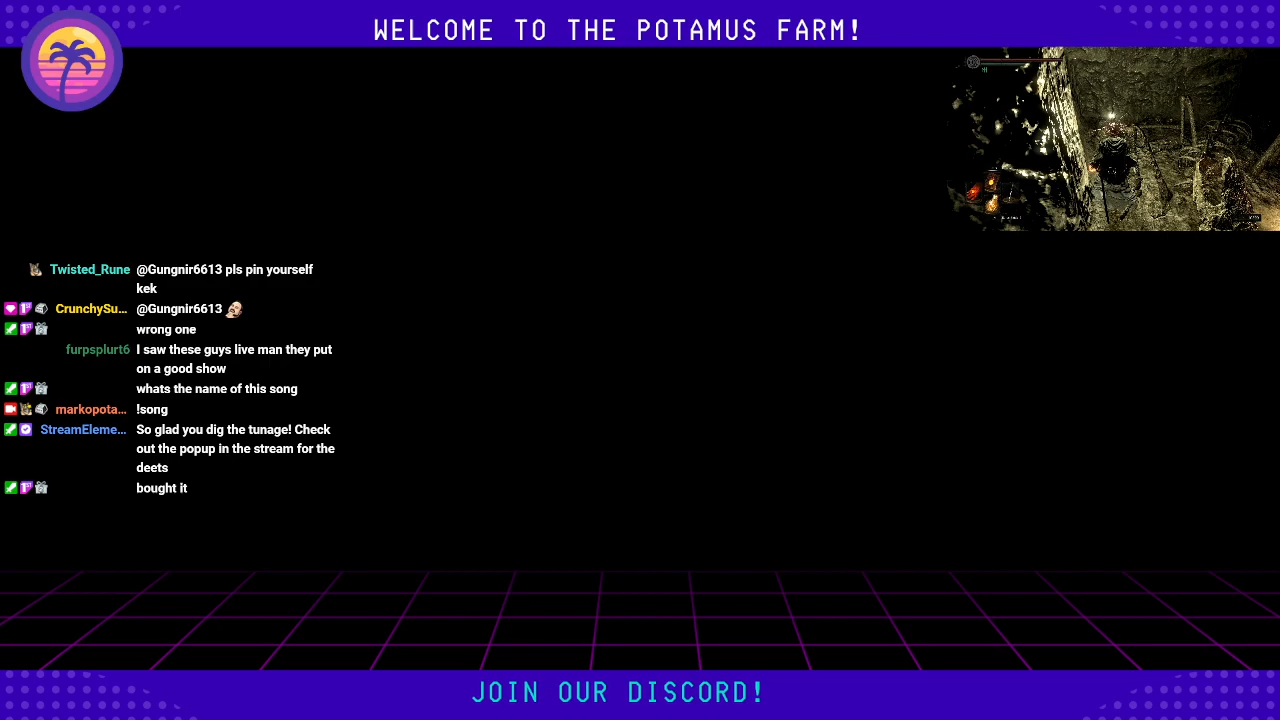 WELCOME TO THE POTAMUS FARM!
Twisted_Rune @Gungnir6613 pls pin yourself
kek
CrunchySu... @Gungnir6613
wrong one
furpsplurt6 I saw these guys live man they put
on a good show
whats the name of this song
markopota... !song
StreamEleme... So glad you dig the tunage! Check
out the popup in the stream for the
deets
bought it
JOIN OUR DISCORD!